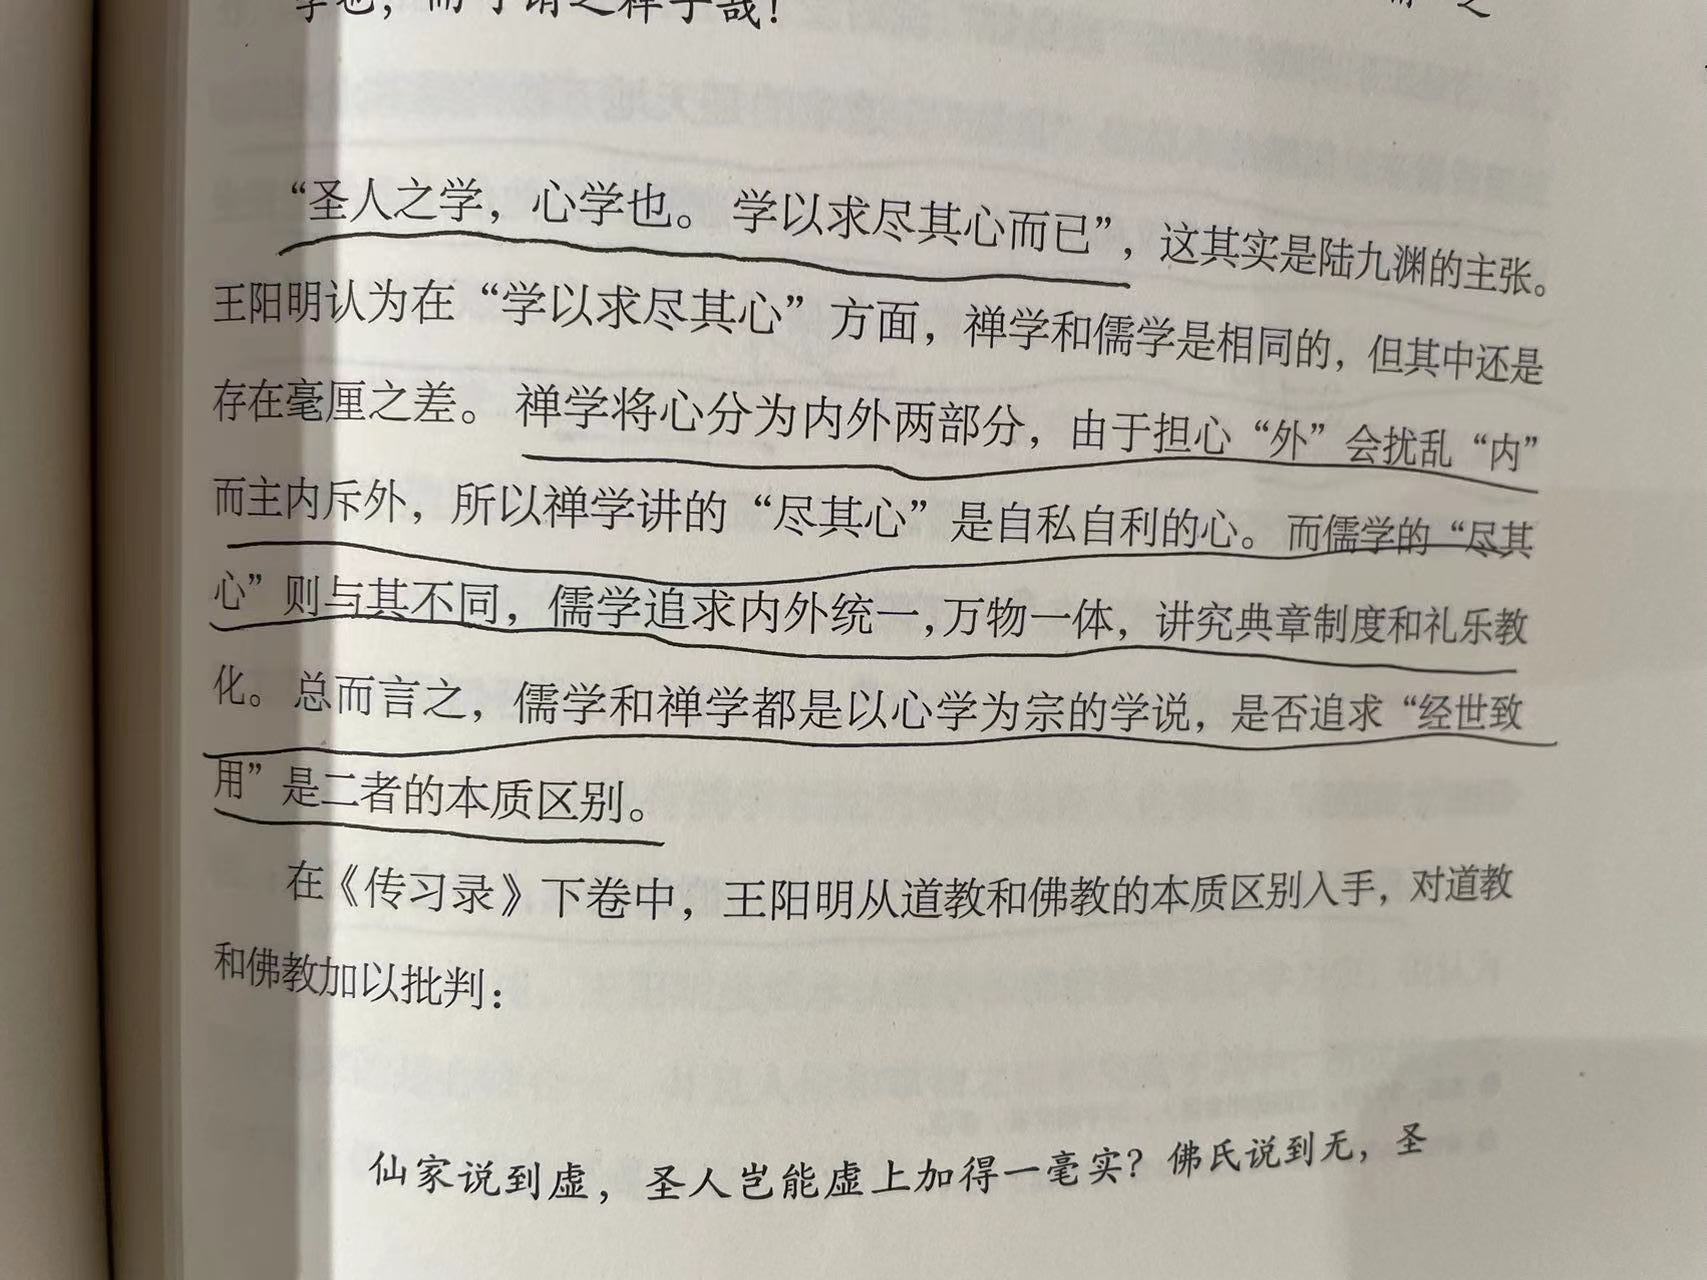 学也，而可谓之禅乎哉！
“圣人之学，心学也。学以求尽其心而已”，这其实是陆九渊的主张。
王阳明认为在“学以求尽其心”方面，禅学和儒学是相同的，但其中还是
存在毫厘之差。禅学将心分为内外两部分，由于担心“外”会扰乱“内”
而主内斥外，所以禅学讲的“尽其心”是自私自利的心。而儒学的“尽其
心”则与其不同，儒学追求内外统一，万物一体，讲究典章制度和礼乐教
化。总而言之，儒学和禅学都是以心学为宗的学说，是否追求“经世致
用”是二者的本质区别。
在《传习录》下卷中，王阳明从道教和佛教的本质区别入手，对道教
和佛教加以批判：
仙家说到虚，圣人岂能虚上加得一毫实？佛氏说到无，圣